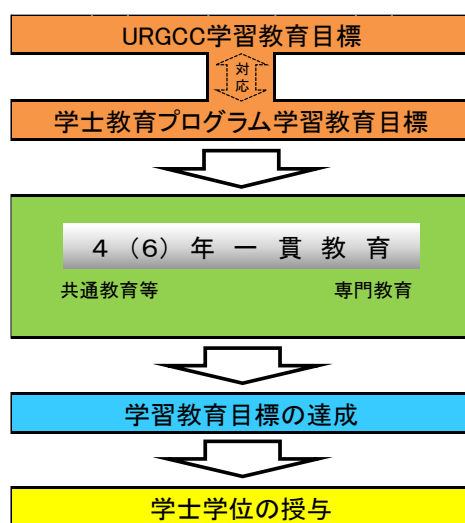 URGCC学習教育目標
対
応
学士教育プログラム学習教育目標
4 (6) 年 一 貫 教 育
共通教育等 専門教育
学習教育目標の達成
学士学位の授与